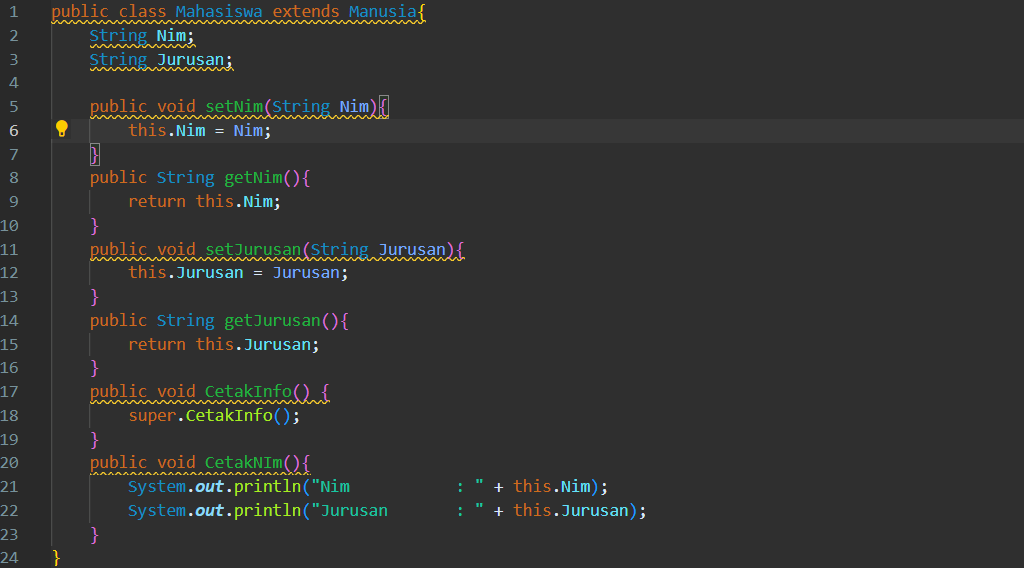 1 public class Mahasiswa extends Manusia{
2     String Nim;
3     String Jurusan;
4
5     public void setNim(String Nim){
6         this.Nim = Nim;
7     }
8     public String getNim(){
9         return this.Nim;
10     }
11     public void setJurusan(String Jurusan){
12         this.Jurusan = Jurusan;
13     }
14     public String getJurusan(){
15         return this.Jurusan;
16     }
17     public void CetakInfo() {
18         super.CetakInfo();
19     }
20     public void CetakNIm(){
21         System.out.println("Nim           : " + this.Nim);
22         System.out.println("Jurusan       : " + this.Jurusan);
23     }
24 }